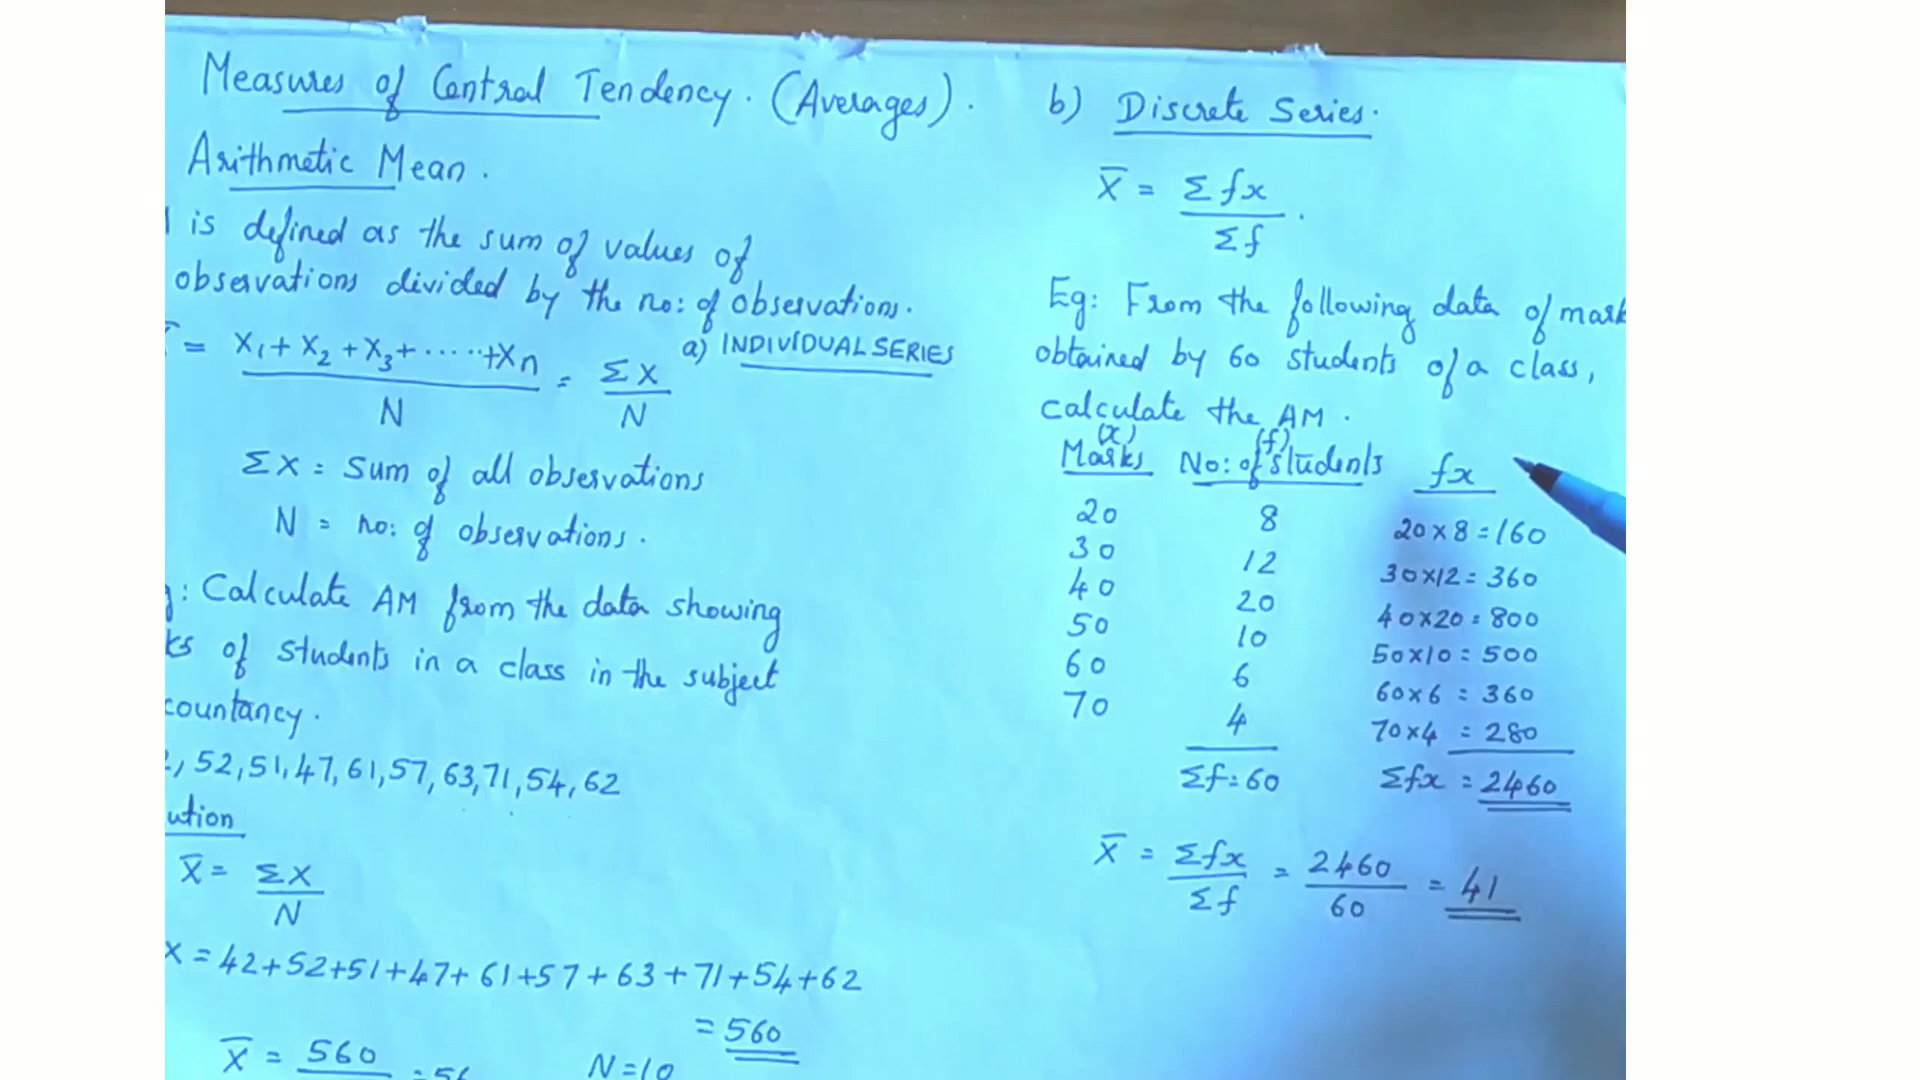 Measures of Central Tendency. (Averages).
Arithmetic Mean.
is defined as the sum of values of
observations divided by the no: of observations.
= X₁+X₂+X₃+.....+Xn / N = ΣX / N
a) INDIVIDUAL SERIES
ΣX = Sum of all observations
N = no: of observations.
: Calculate AM from the data showing
ks of students in a class in the subject
countancy.
, 52, 51, 47, 61, 57, 63, 71, 54, 62
ution
X̅ = ΣX / N
X = 42+52+51+47+61+57+63+71+54+62
= 560
X̅ = 560 = 56
N=10
b) Discrete Series.
X̅ = Σfx / Σf .
Eg: From the following data of mark
obtained by 60 students of a class,
calculate the AM.
(x) (f)
Marks No: of students fx
20 8 20×8=160
30 12 30×12=360
40 20 40×20=800
50 10 50×10=500
60 6 60×6=360
70 4 70×4=280
Σf=60 Σfx=2460
X̅ = Σfx / Σf = 2460 / 60 = 41